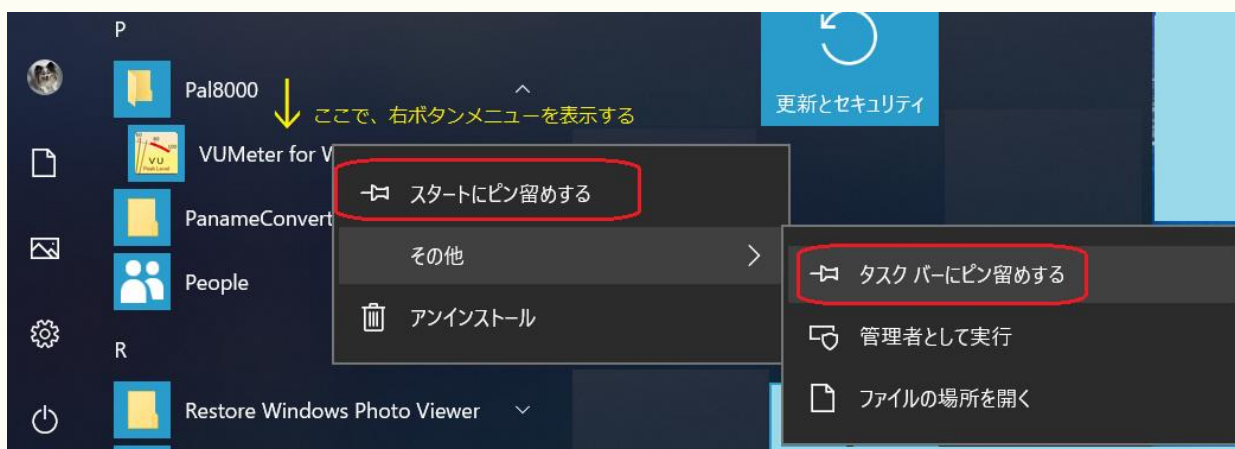 P
Pal8000
ここで、右ボタンメニューを表示する
更新とセキュリティ
VUMeter for
VU
スタートにピン留めする
PanameConvert
その他
タスク バーにピン留めする
People
アンインストール
管理者として実行
R
ファイルの場所を開く
Restore Windows Photo Viewer